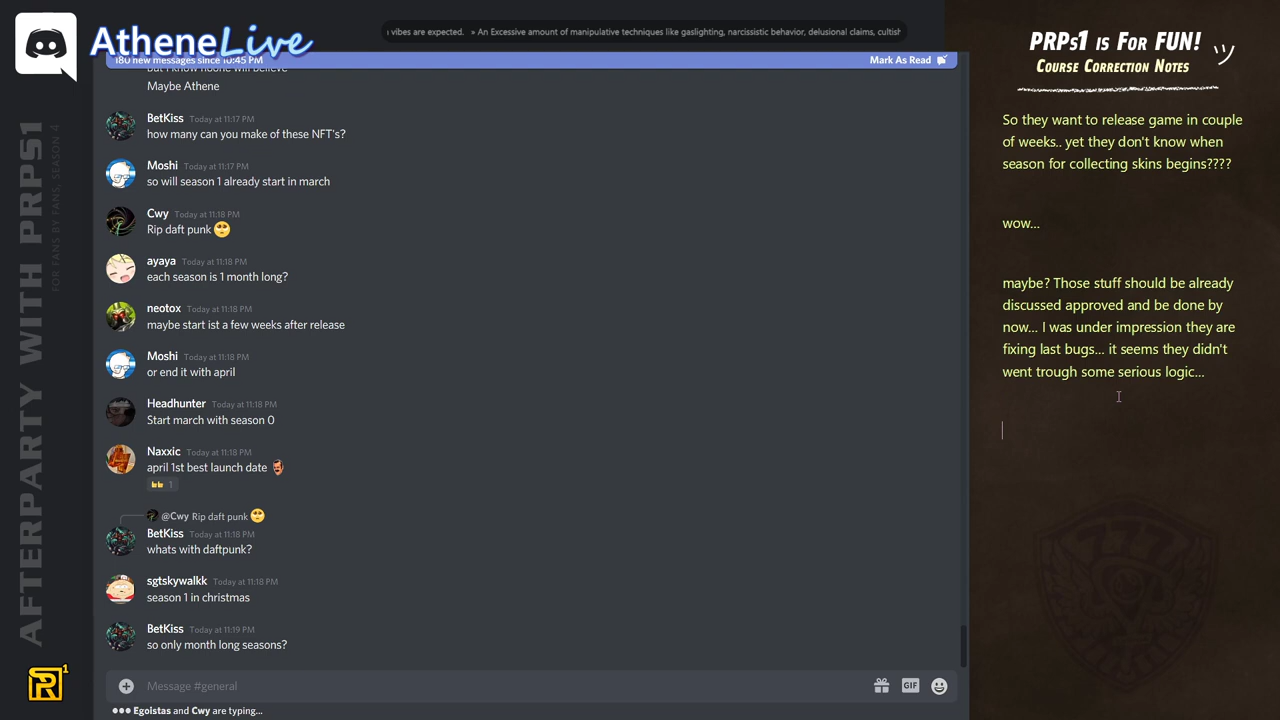 AtheneLive
vibes are expected. » An Excessive amount of manipulative techniques like gaslighting, narcissistic behavior, delusional claims, cultish
180 new messages since 10:45 PM
Mark As Read
but I know noone will believe
Maybe Athene
BetKiss Today at 11:17 PM
how many can you make of these NFT's?
Moshi Today at 11:17 PM
so will season 1 already start in march
Cwy Today at 11:18 PM
Rip daft punk 🥺
ayaya Today at 11:18 PM
each season is 1 month long?
neotox Today at 11:18 PM
maybe start ist a few weeks after release
Moshi Today at 11:18 PM
or end it with april
Headhunter Today at 11:18 PM
Start march with season 0
Naxxic Today at 11:18 PM
april 1st best launch date
1
@Cwy Rip daft punk 🥺
BetKiss Today at 11:18 PM
whats with daftpunk?
sgtskywalkk Today at 11:18 PM
season 1 in christmas
BetKiss Today at 11:19 PM
so only month long seasons?
Message #general
GIF
Egoistas and Cwy are typing...
AFTERPARTY WITH PRPS1
FOR FANS BY FANS, SEASON 4
R1
PRPs1 is For FUN!
Course Correction Notes
ツ
So they want to release game in couple
of weeks.. yet they don't know when
season for collecting skins begins????
wow...
maybe? Those stuff should be already
discussed approved and be done by
now... I was under impression they are
fixing last bugs... it seems they didn't
went trough some serious logic...
777